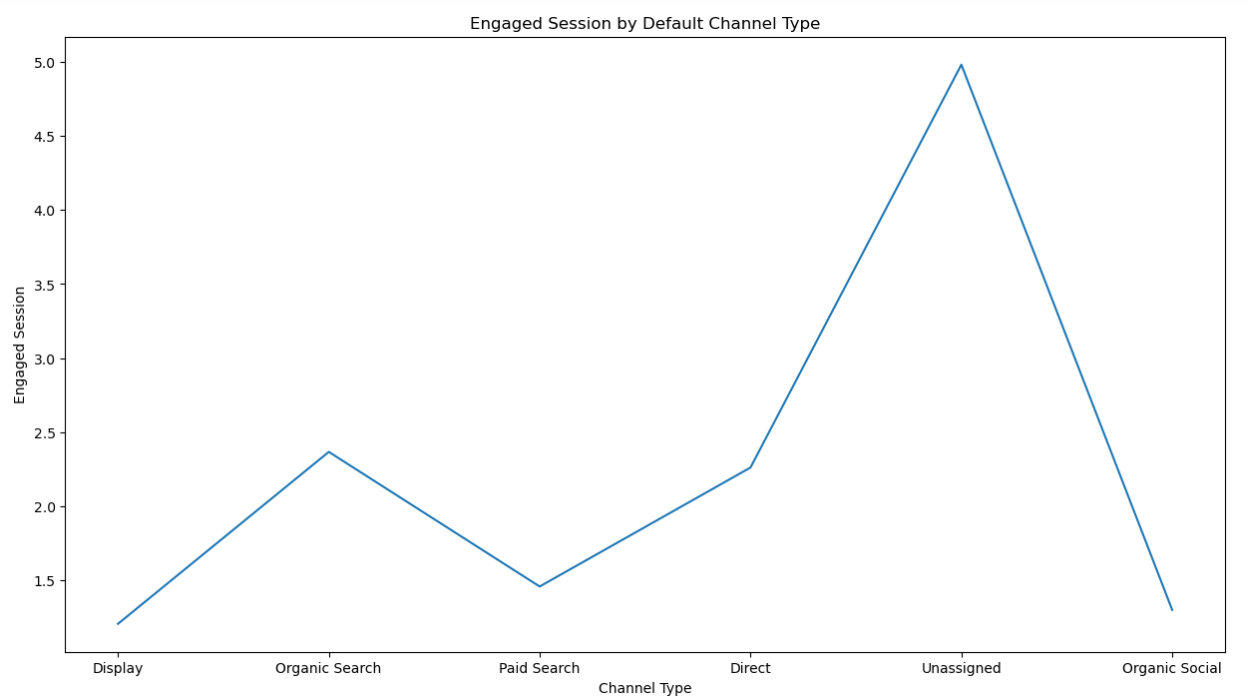 Engaged Session by Default Channel Type
5.0
4.5
4.0
3.5
3.0
2.5
2.0
1.5
Engaged Session
Display Organic Search Paid Search Direct Unassigned Organic Social
Channel Type